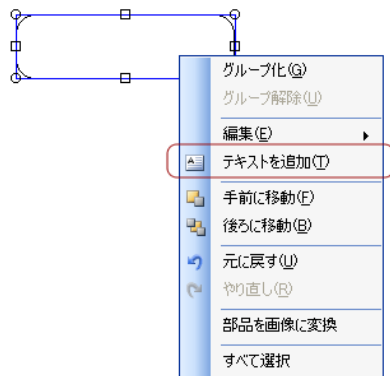 グループ化(G)
グループ解除(U)
編集(E)
テキストを追加(T)
手前に移動(F)
後ろに移動(B)
元に戻す(U)
やり直し(R)
部品を画像に変換
すべて選択